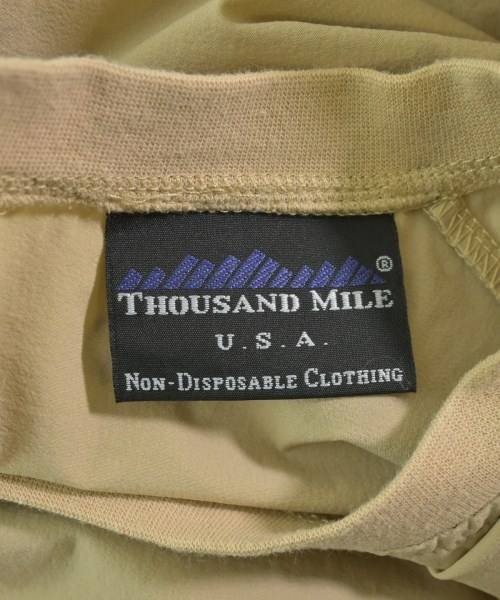 ®
THOUSAND MILE
U.S.A.
NON-DISPOSABLE CLOTHING